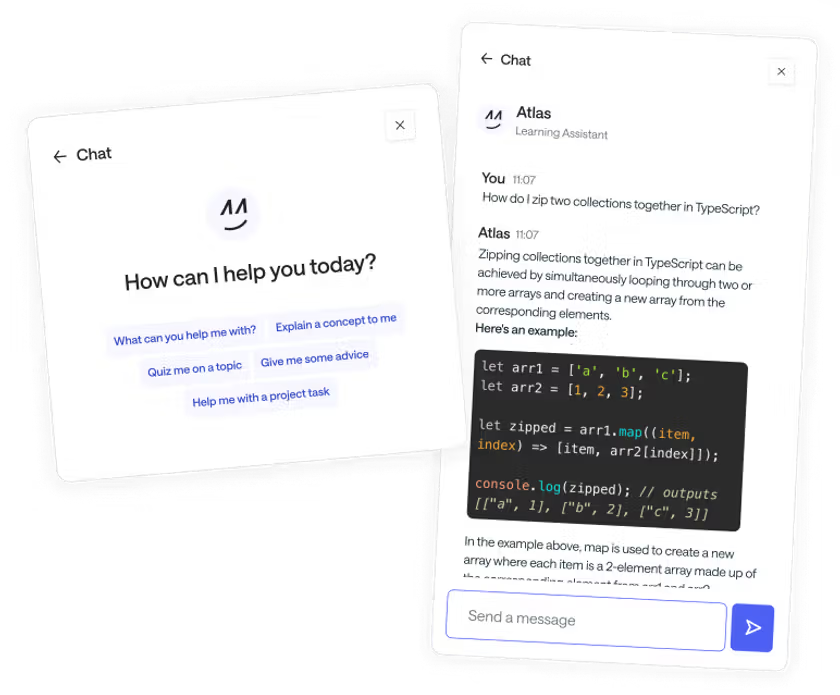 ← Chat
How can I help you today?
What can you help me with? Explain a concept to me
Quiz me on a topic Give me some advice
Help me with a project task
← Chat
Atlas
Learning Assistant
You 11:07
How do I zip two collections together in TypeScript?
Atlas 11:07
Zipping collections together in TypeScript can be
achieved by simultaneously looping through two or
more arrays and creating a new array from the
corresponding elements.
Here's an example:
let arr1 = ['a', 'b', 'c'];
let arr2 = [1, 2, 3];
let zipped = arr1.map((item,
index) => [item, arr2[index]]);
console.log(zipped); // outputs
[["a", 1], ["b", 2], ["c", 3]]
In the example above, map is used to create a new
array where each item is a 2-element array made up of
Send a message